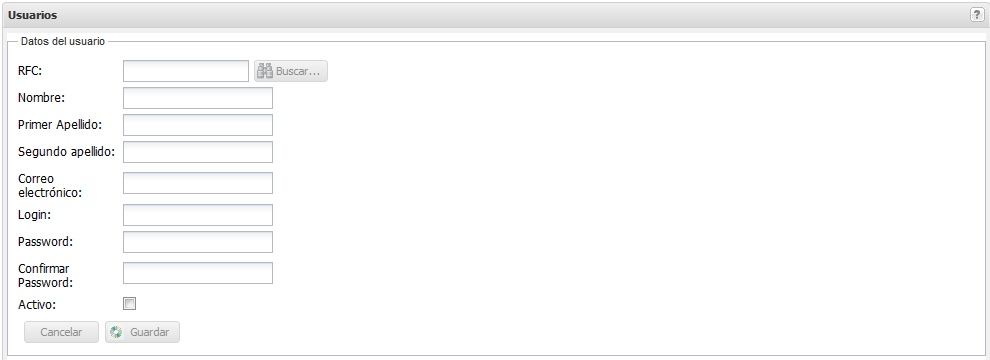 Usuarios
?
Datos del usuario
RFC:
Buscar...
Nombre:
Primer Apellido:
Segundo apellido:
Correo
electrónico:
Login:
Password:
Confirmar
Password:
Activo:
Cancelar Guardar